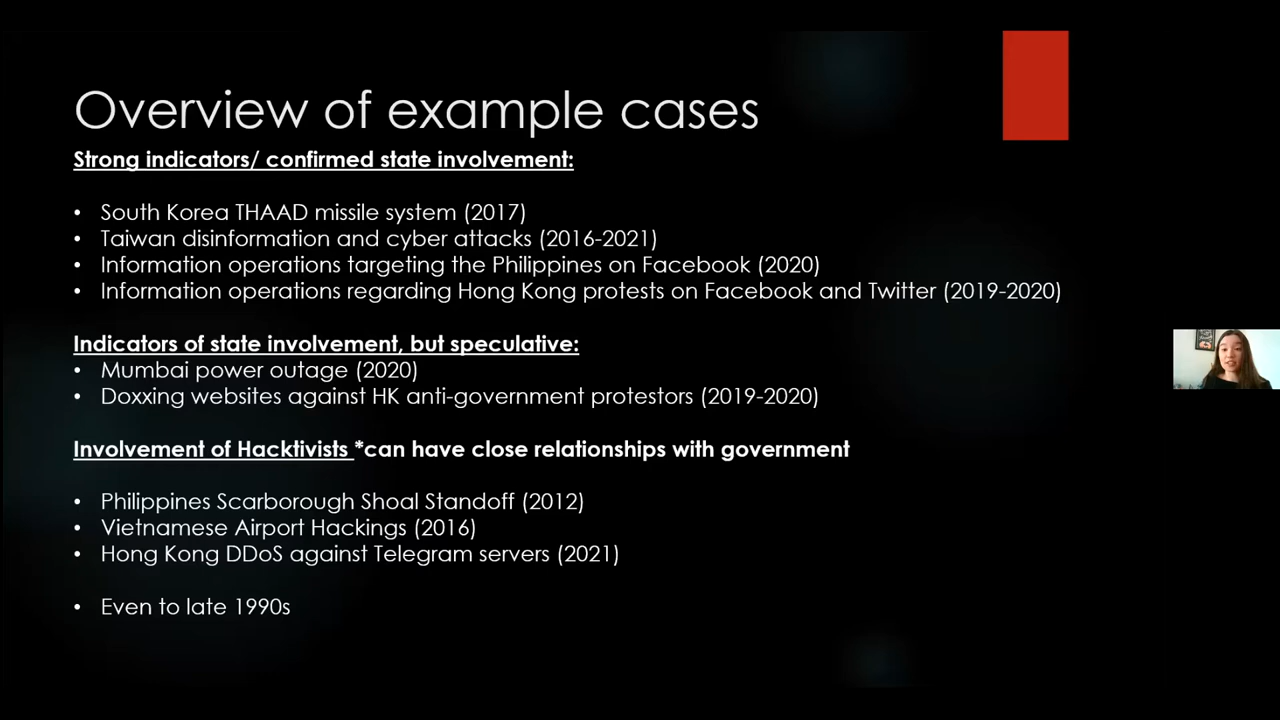 Overview of example cases
Strong indicators/ confirmed state involvement:
• South Korea THAAD missile system (2017)
• Taiwan disinformation and cyber attacks (2016-2021)
• Information operations targeting the Philippines on Facebook (2020)
• Information operations regarding Hong Kong protests on Facebook and Twitter (2019-2020)
Indicators of state involvement, but speculative:
• Mumbai power outage (2020)
• Doxxing websites against HK anti-government protestors (2019-2020)
Involvement of Hacktivists *can have close relationships with government
• Philippines Scarborough Shoal Standoff (2012)
• Vietnamese Airport Hackings (2016)
• Hong Kong DDoS against Telegram servers (2021)
• Even to late 1990s